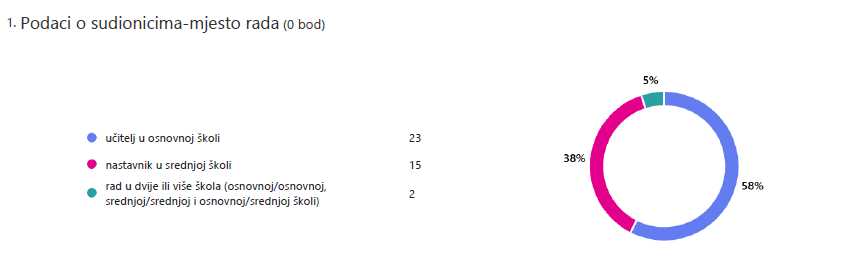 1. Podaci o sudionicima-mjesto rada (0 bod)
5%
učitelj u osnovnoj školi 23
38%
nastavnik u srednjoj školi 15
58%
rad u dvije ili više škola (osnovnoj/osnovnoj,
srednjoj/srednjoj i osnovnoj/srednjoj školi) 2